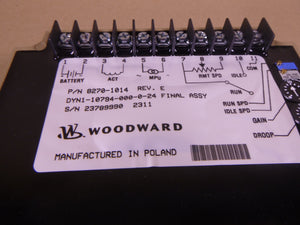 1 2 3 4 5 6 7 8 9 10 11
BATTERY ACT MPU RMT SPD IDLE COM
RUN
P/N 8270-1014 REV. E
DYN1-10794-000-0-24 FINAL ASSY
S/N 23789990 2311
RUN SPD
IDLE SPD
GAIN
DROOP
WOODWARD
MANUFACTURED IN POLAND